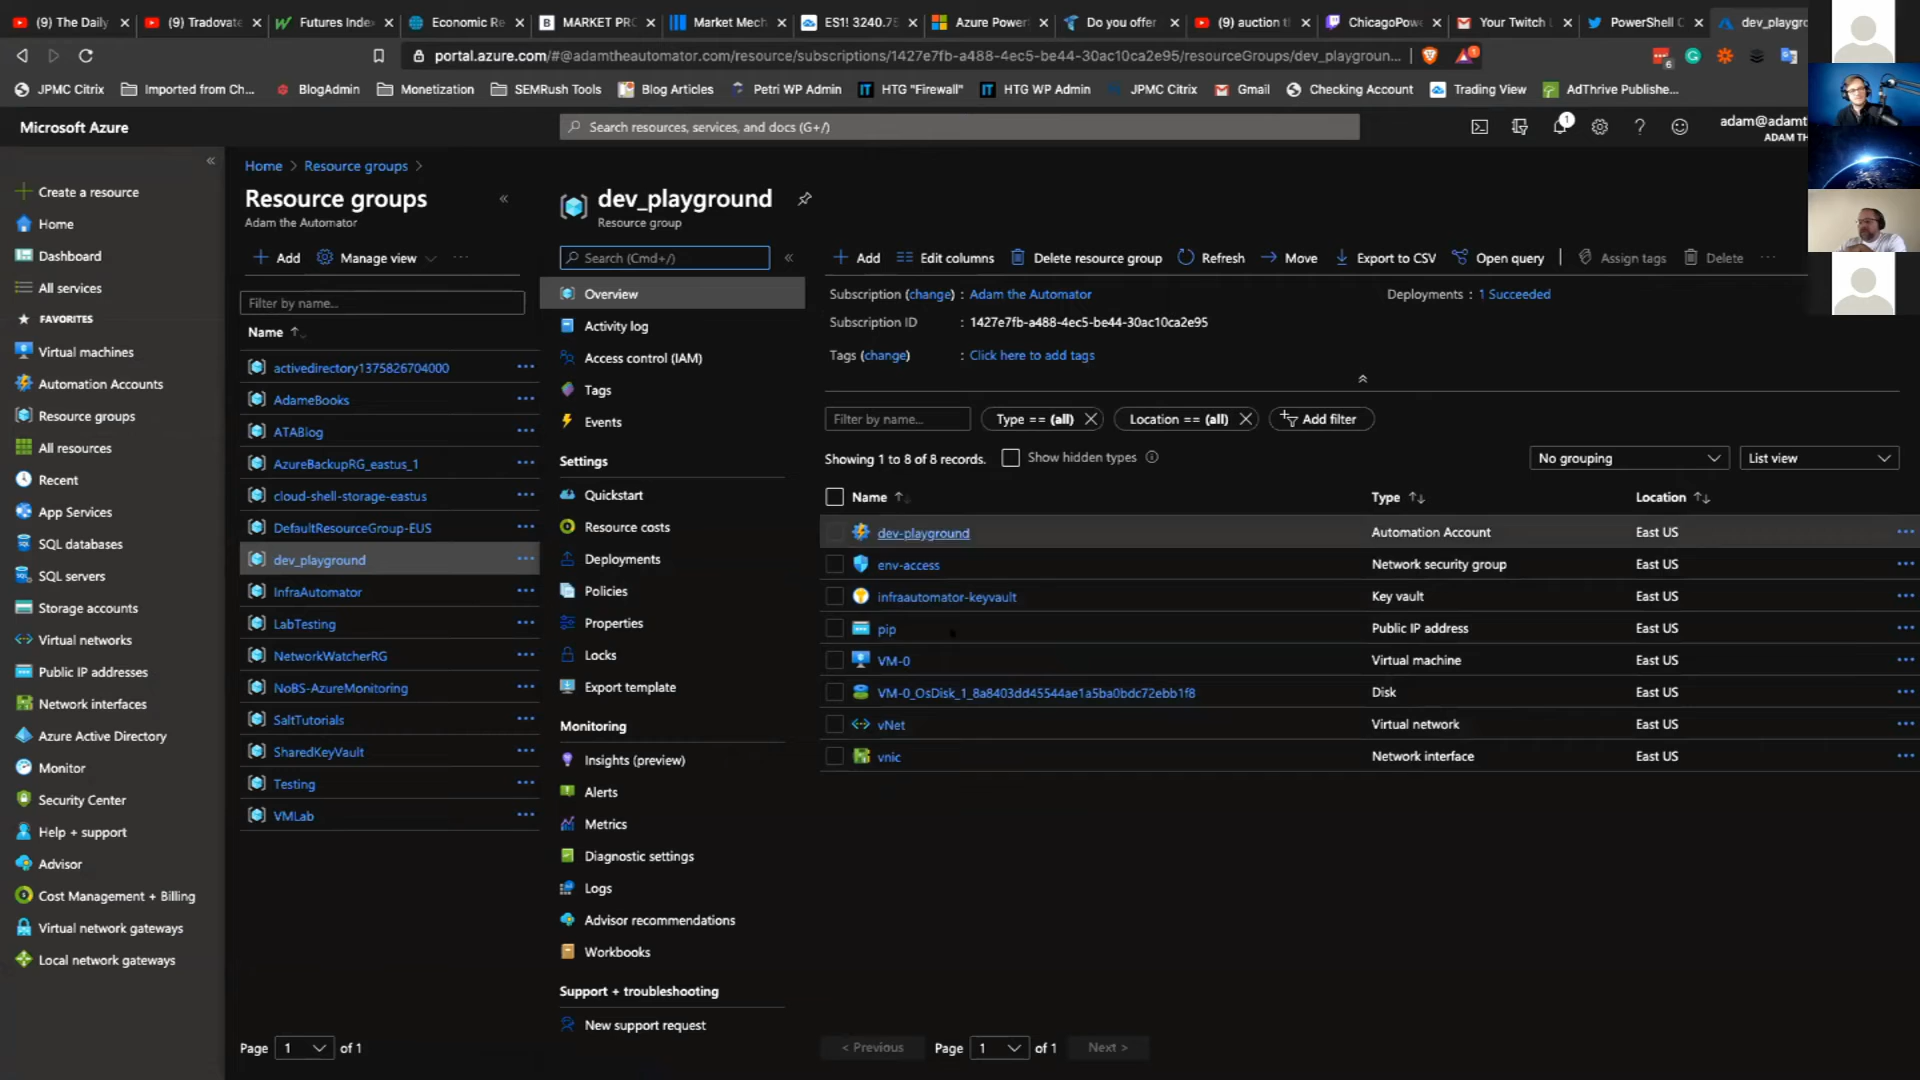 (9) The Daily
(9) Tradovate
Futures Index
Economic Re
MARKET PRO
Market Mech
ES1! 3240.75
Azure Power
Do you offer
(9) auction th
ChicagoPowe
Your Twitch
PowerShell C
dev_playgro
portal.azure.com/#@adamtheautomator.com/resource/subscriptions/1427e7fb-a488-4ec5-be44-30ac10ca2e95/resourceGroups/dev_playgroun...
JPMC Citrix
Imported from Ch...
BlogAdmin
Monetization
SEMRush Tools
Blog Articles
Petri WP Admin
HTG "Firewall"
HTG WP Admin
JPMC Citrix
Gmail
Checking Account
Trading View
AdThrive Publishe...
Microsoft Azure
Search resources, services, and docs (G+/)
1
adam@adamt
ADAM TH
Create a resource
Home
Dashboard
All services
FAVORITES
Virtual machines
Automation Accounts
Resource groups
All resources
Recent
App Services
SQL databases
SQL servers
Storage accounts
Virtual networks
Public IP addresses
Network interfaces
Azure Active Directory
Monitor
Security Center
Help + support
Advisor
Cost Management + Billing
Virtual network gateways
Local network gateways
Home > Resource groups >
Resource groups
Adam the Automator
Add
Manage view
Filter by name...
Name
activedirectory1375826704000
AdameBooks
ATABlog
AzureBackupRG_eastus_1
cloud-shell-storage-eastus
DefaultResourceGroup-EUS
dev_playground
InfraAutomator
LabTesting
NetworkWatcherRG
NoBS-AzureMonitoring
SaltTutorials
SharedKeyVault
Testing
VMLab
Page 1 of 1
dev_playground
Resource group
Search (Cmd+/)
Overview
Activity log
Access control (IAM)
Tags
Events
Settings
Quickstart
Resource costs
Deployments
Policies
Properties
Locks
Export template
Monitoring
Insights (preview)
Alerts
Metrics
Diagnostic settings
Logs
Advisor recommendations
Workbooks
Support + troubleshooting
New support request
Add
Edit columns
Delete resource group
Refresh
Move
Export to CSV
Open query
Assign tags
Delete
Subscription (change) : Adam the Automator
Deployments : 1 Succeeded
Subscription ID : 1427e7fb-a488-4ec5-be44-30ac10ca2e95
Tags (change) : Click here to add tags
Filter by name...
Type == (all)
Location == (all)
Add filter
Showing 1 to 8 of 8 records.
Show hidden types
No grouping
List view
Name Type Location
dev-playground Automation Account East US
env-access Network security group East US
infraautomator-keyvault Key vault East US
pip Public IP address East US
VM-0 Virtual machine East US
VM-0_OsDisk_1_8a8403dd45544ae1a5ba0bdc72ebb1f8 Disk East US
vNet Virtual network East US
vnic Network interface East US
< Previous Page 1 of 1 Next >